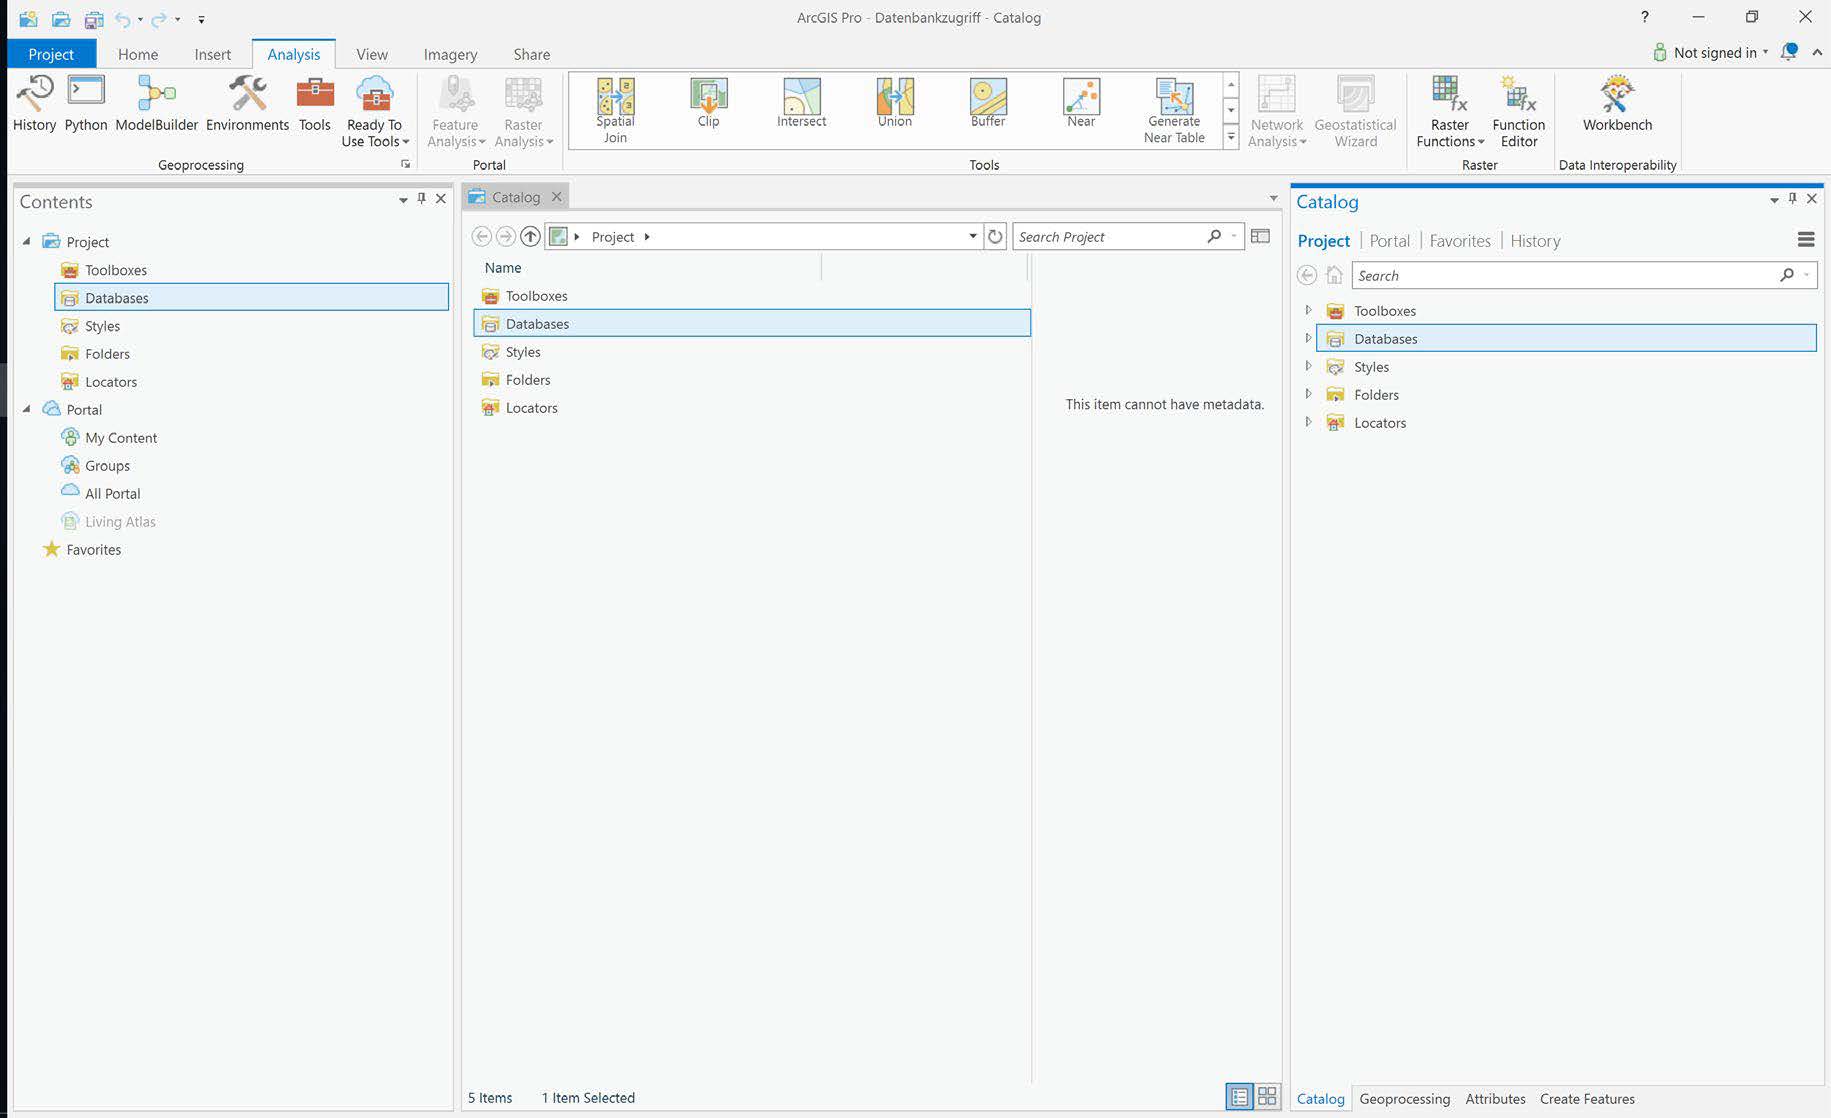 ArcGIS Pro - Datenbankzugriff - Catalog
?
Project Home Insert Analysis View Imagery Share
Not signed in
History Python ModelBuilder Environments Tools Ready To Use Tools
Feature Analysis Raster Analysis
Spatial Join Clip Intersect Union Buffer Near Generate Near Table
Network Analysis Geostatistical Wizard
Raster Functions Function Editor
Workbench
Geoprocessing Portal Tools Raster Data Interoperability
Contents
Project
Toolboxes
Databases
Styles
Folders
Locators
Portal
My Content
Groups
All Portal
Living Atlas
Favorites
Catalog
Project
Search Project
Name
Toolboxes
Databases
Styles
Folders
Locators
This item cannot have metadata.
5 Items 1 Item Selected
Catalog
Project Portal Favorites History
Search
Toolboxes
Databases
Styles
Folders
Locators
Catalog Geoprocessing Attributes Create Features